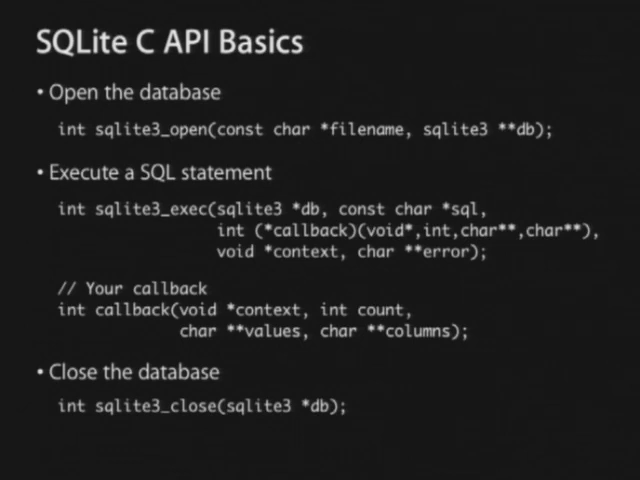 SQLite C API Basics
• Open the database
int sqlite3_open(const char *filename, sqlite3 **db);
• Execute a SQL statement
int sqlite3_exec(sqlite3 *db, const char *sql,
int (*callback)(void*,int,char**,char**),
void *context, char **error);
// Your callback
int callback(void *context, int count,
char **values, char **columns);
• Close the database
int sqlite3_close(sqlite3 *db);